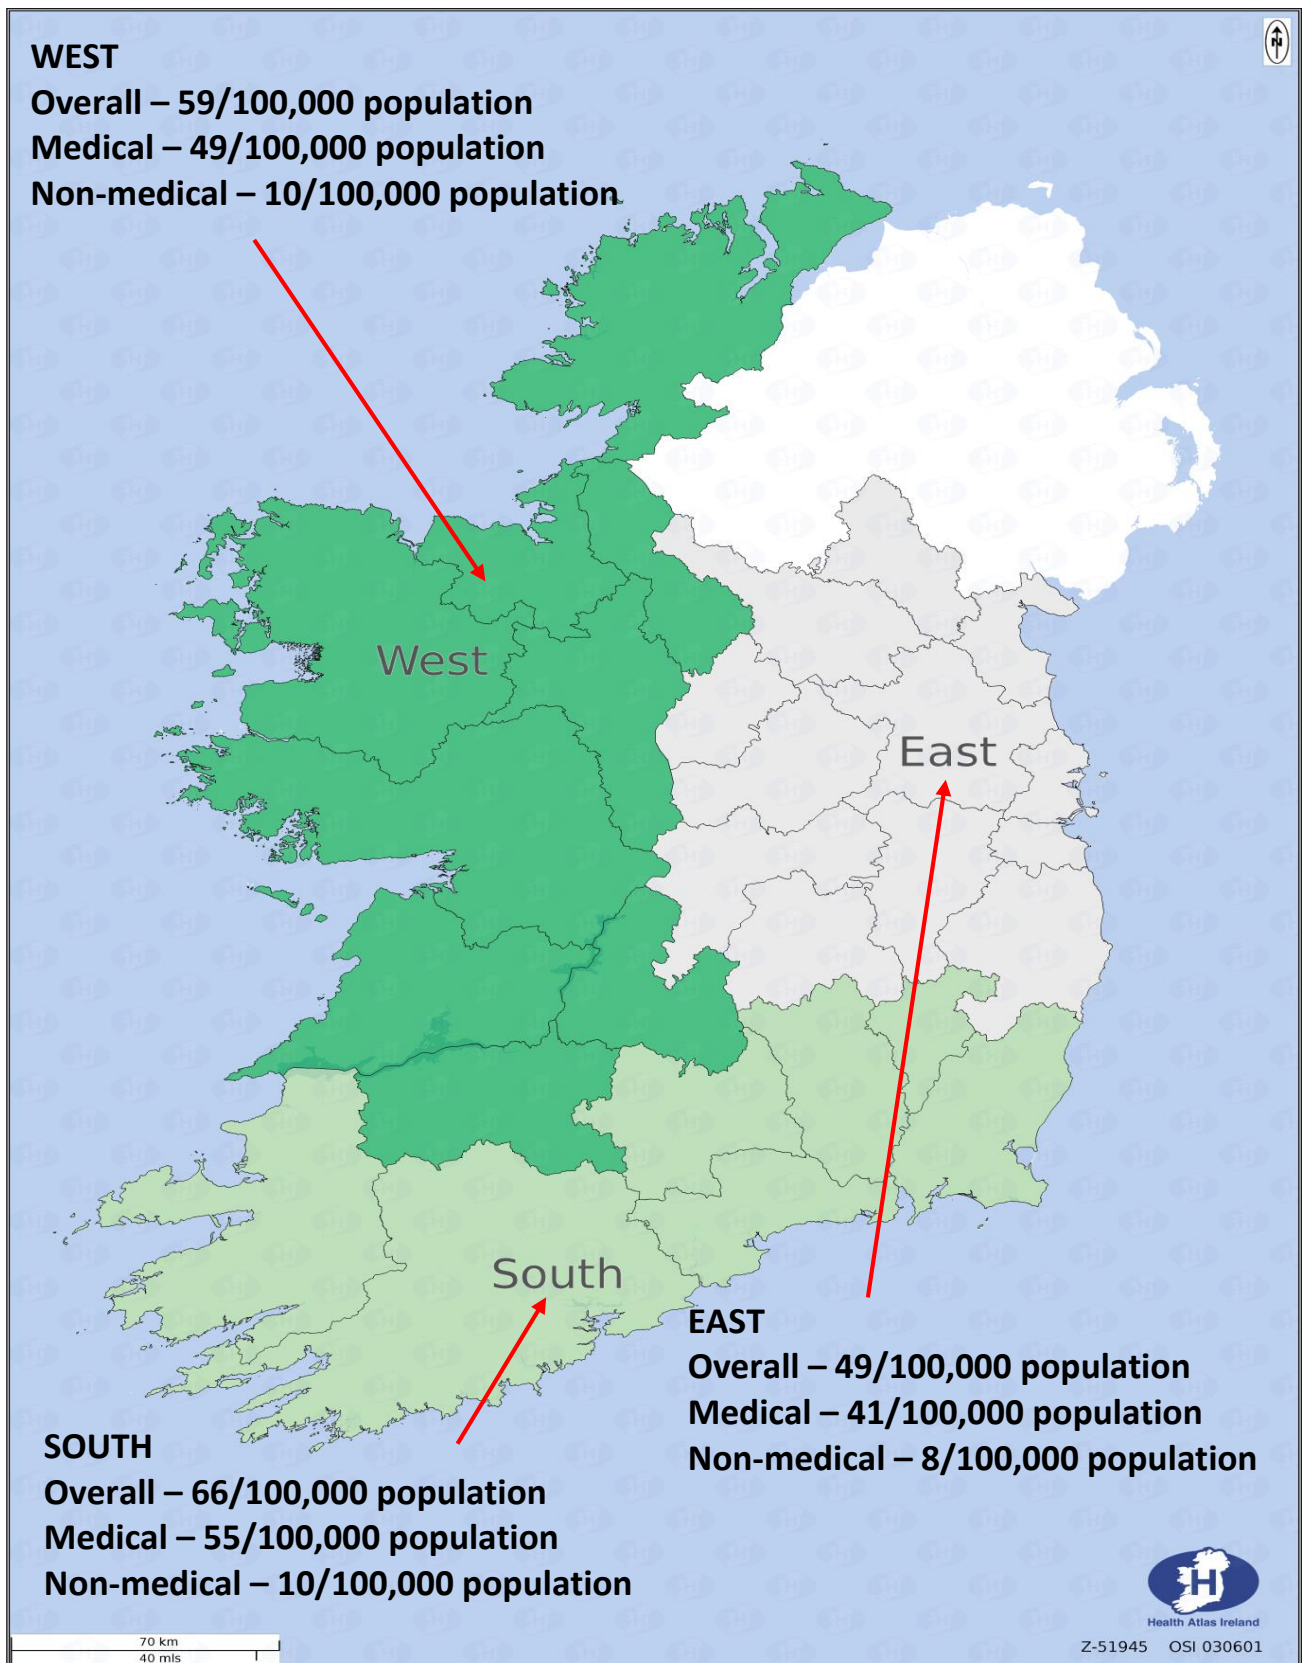 WEST
Overall – 59/100,000 population
Medical – 49/100,000 population
Non-medical – 10/100,000 population
N
West
East
South
EAST
Overall – 49/100,000 population
Medical – 41/100,000 population
Non-medical – 8/100,000 population
SOUTH
Overall – 66/100,000 population
Medical – 55/100,000 population
Non-medical – 10/100,000 population
H
Health Atlas Ireland
70 km
40 mls
Z-51945 OSI 030601